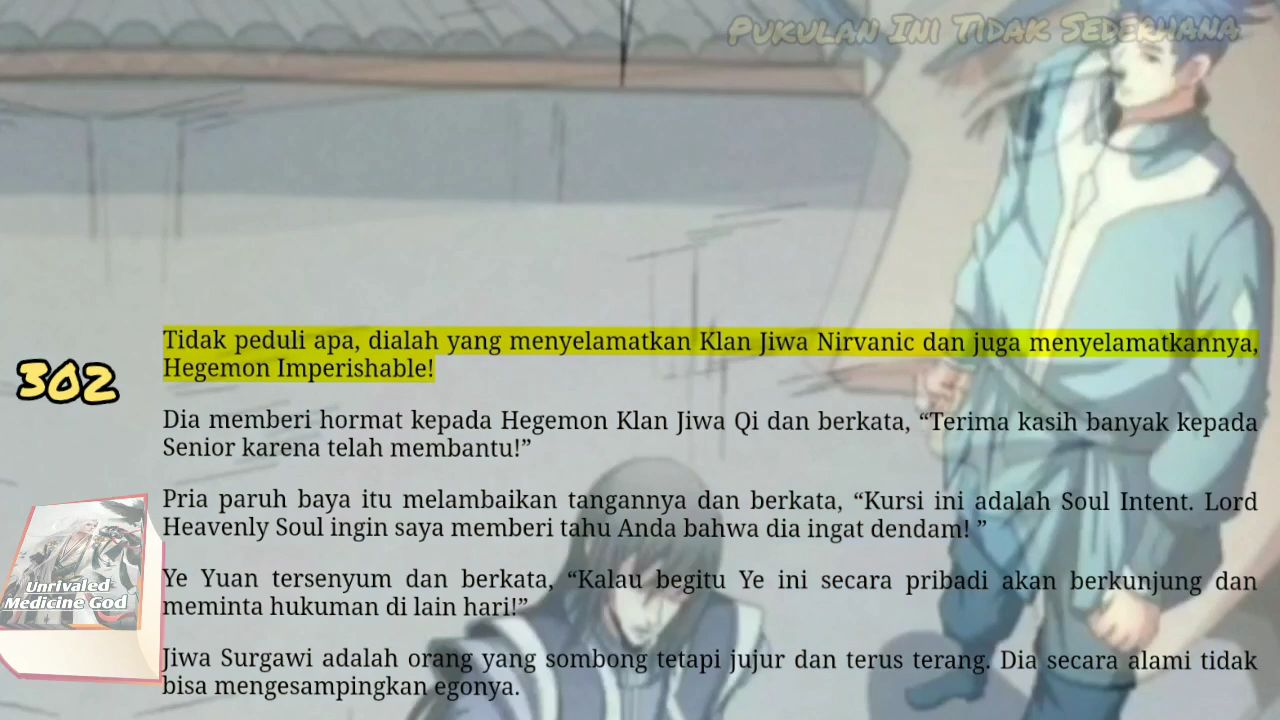 Pukulan Ini Tidak Sederhana
Tidak peduli apa, dialah yang menyelamatkan Klan Jiwa Nirvanic dan juga menyelamatkannya,
Hegemon Imperishable!
302
Dia memberi hormat kepada Hegemon Klan Jiwa Qi dan berkata, “Terima kasih banyak kepada
Senior karena telah membantu!”
Pria paruh baya itu melambaikan tangannya dan berkata, “Kursi ini adalah Soul Intent. Lord
Heavenly Soul ingin saya memberi tahu Anda bahwa dia ingat dendam! ”
Ye Yuan tersenyum dan berkata, “Kalau begitu Ye ini secara pribadi akan berkunjung dan
meminta hukuman di lain hari!”
Unrivaled
Medicine God
Jiwa Surgawi adalah orang yang sombong tetapi jujur dan terus terang. Dia secara alami tidak
bisa mengesampingkan egonya.